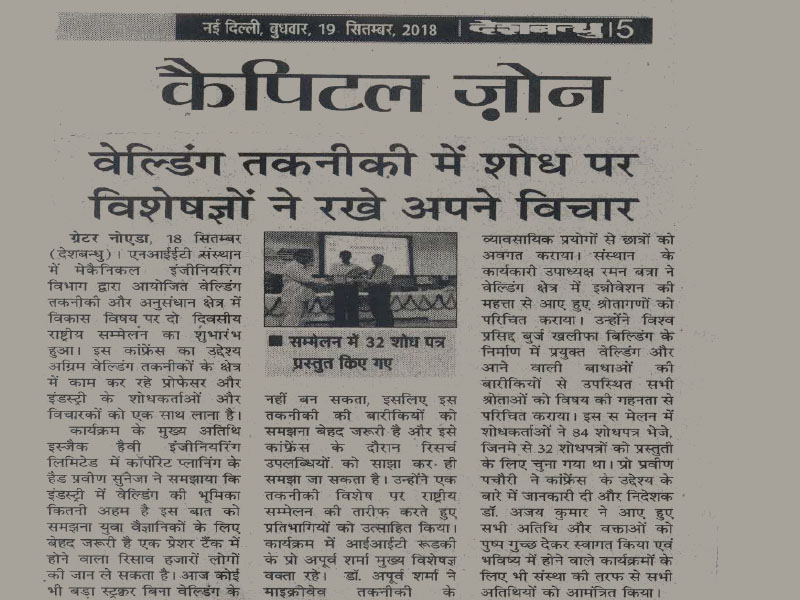 नई दिल्ली, बुधवार, 19 सितम्बर, 2018 | देशबन्धु | 5
कैपिटल ज़ोन
वेल्डिंग तकनीकी में शोध पर
विशेषज्ञों ने रखे अपने विचार
ग्रेटर नोएडा, 18 सितम्बर
(देशबन्धु)। एनआईईटी संस्थान
में मेकैनिकल इंजीनियरिंग
विभाग द्वारा आयोजित वेल्डिंग
तकनीकी और अनुसंधान क्षेत्र में
विकास विषय पर दो दिवसीय
राष्ट्रीय सम्मेलन का शुभारंभ
हुआ। इस कांफ्रेंस का उद्देश्य
अग्रिम वेल्डिंग तकनीकों के क्षेत्र
में काम कर रहे प्रोफेसर और
इंडस्ट्री के शोधकर्ताओं और
विचारकों को एक साथ लाना है।
कार्यक्रम के मुख्य अतिथि
इस्जैक हैवी इंजीनियरिंग
लिमिटेड में कॉर्पोरेट प्लानिंग के
हैड प्रवीण सुनेजा ने समझाया कि
इंडस्ट्री में वेल्डिंग की भूमिका
कितनी अहम है इस बात को
समझना युवा वैज्ञानिकों के लिए
बेहद जरूरी है एक प्रेशर टैंक में
होने वाला रिसाव हजारों लोगों
की जान ले सकता है। आज कोई
भी बड़ा स्ट्रक्चर बिना वेल्डिंग के
■ सम्मेलन में 32 शोध पत्र
प्रस्तुत किए गए
नहीं बन सकता, इसलिए इस
तकनीकी की बारीकियों को
समझना बेहद जरूरी है और इसे
कांफ्रेंस के दौरान रिसर्च
उपलब्धियों को साझा कर ही
समझा जा सकता है। उन्होंने एक
तकनीकी विशेष पर राष्ट्रीय
सम्मेलन की तारीफ करते हुए
प्रतिभागियों को उत्साहित किया।
कार्यक्रम में आईआईटी रूडकी
के प्रो अपूर्व शर्मा मुख्य विशेषज्ञ
वक्ता रहे। डॉ. अपूर्व शर्मा ने
माइक्रोवेव तकनीकी के
व्यावसायिक प्रयोगों से छात्रों को
अवगत कराया। संस्थान के
कार्यकारी उपाध्यक्ष रमन बत्रा ने
वेल्डिंग क्षेत्र में इन्नोवेशन की
महत्ता से आए हुए श्रोतागणों को
परिचित कराया। उन्होंने विश्व
प्रसिद्द बुर्ज खलीफा बिल्डिंग के
निर्माण में प्रयुक्त वेल्डिंग और
आने वाली बाधाओं की
बारीकियों से उपस्थित सभी
श्रोताओं को विषय की गहनता से
परिचित कराया। इस स मेलन में
शोधकर्ताओं ने 84 शोधपत्र भेजे,
जिनमे से 32 शोधपत्रों को प्रस्तुती
के लिए चुना गया था। प्रो प्रवीण
पचौरी ने कांफ्रेंस के उद्देश्य के
बारे में जानकारी दी और निदेशक
डॉ. अजय कुमार ने आए हुए
सभी अतिथि और वक्ताओं को
पुष्प गुच्छ देकर स्वागत किया एवं
भविष्य में होने वाले कार्यक्रमों के
लिए भी संस्था की तरफ से सभी
अतिथियों को आमंत्रित किया।